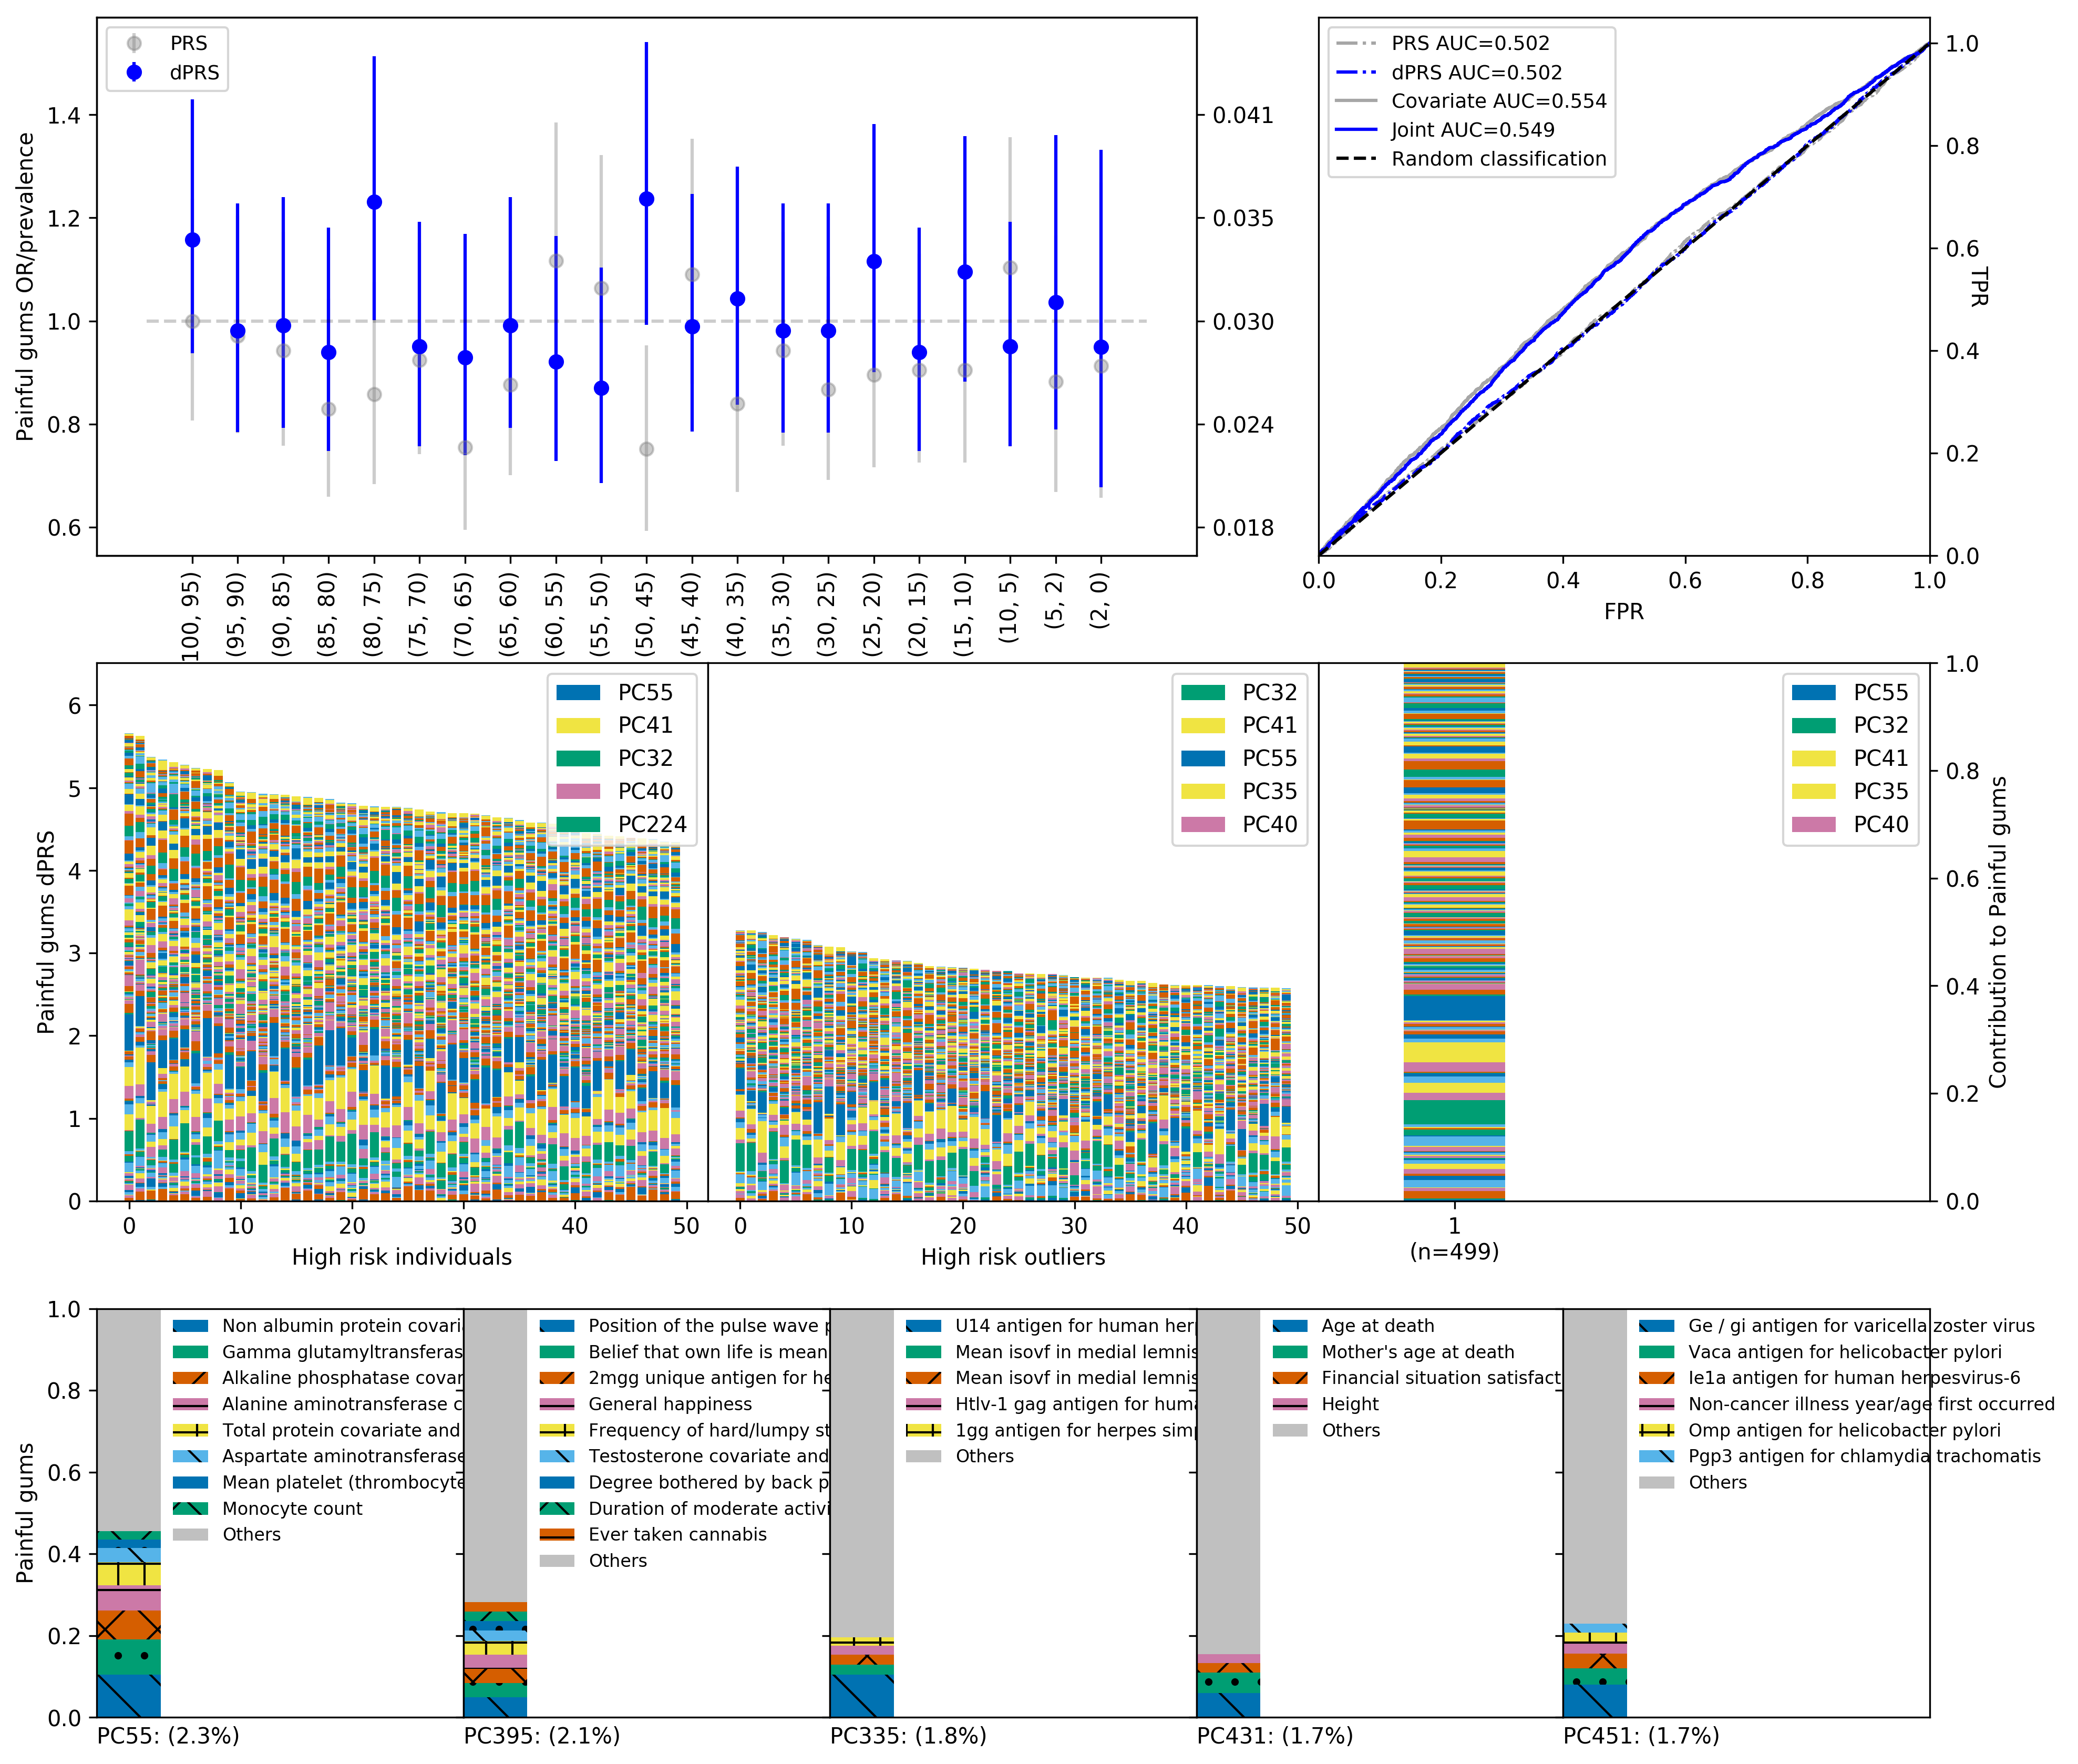 PRS
dPRS
1.4
1.2
1.0
0.8
0.6
Painful gums OR/prevalence
0.041
0.035
0.030
0.024
0.018
100, 95)
(95, 90)
(90, 85)
(85, 80)
(80, 75)
(75, 70)
(70, 65)
(65, 60)
(60, 55)
(55, 50)
(50, 45)
(45, 40)
(40, 35)
(35, 30)
(30, 25)
(25, 20)
(20, 15)
(15, 10)
(10, 5)
(5, 2)
(2, 0)
PRS AUC=0.502
dPRS AUC=0.502
Covariate AUC=0.554
Joint AUC=0.549
Random classification
1.0
0.8
0.6
0.4
0.2
0.0
TPR
0.0
0.2
0.4
0.6
0.8
1.0
FPR
PC55
PC41
PC32
PC40
PC224
6
5
4
3
2
1
0
Painful gums dPRS
0
10
20
30
40
50
High risk individuals
PC32
PC41
PC55
PC35
PC40
0
10
20
30
40
50
High risk outliers
PC55
PC32
PC41
PC35
PC40
1
(n=499)
1.0
0.8
0.6
0.4
0.2
0.0
Contribution to Painful gums
1.0
0.8
0.6
0.4
0.2
0.0
Painful gums
Non albumin protein covaria
Gamma glutamyltransferas
Alkaline phosphatase covar
Alanine aminotransferase c
Total protein covariate and
Aspartate aminotransferase
Mean platelet (thrombocyte
Monocyte count
Others
PC55: (2.3%)
Position of the pulse wave p
Belief that own life is mean
2mgg unique antigen for he
General happiness
Frequency of hard/lumpy st
Testosterone covariate and
Degree bothered by back p
Duration of moderate activi
Ever taken cannabis
Others
PC395: (2.1%)
U14 antigen for human herp
Mean isovf in medial lemnis
Mean isovf in medial lemnis
Htlv-1 gag antigen for huma
1gg antigen for herpes simp
Others
PC335: (1.8%)
Age at death
Mother's age at death
Financial situation satisfact
Height
Others
PC431: (1.7%)
Ge / gi antigen for varicella zoster virus
Vaca antigen for helicobacter pylori
Ie1a antigen for human herpesvirus-6
Non-cancer illness year/age first occurred
Omp antigen for helicobacter pylori
Pgp3 antigen for chlamydia trachomatis
Others
PC451: (1.7%)